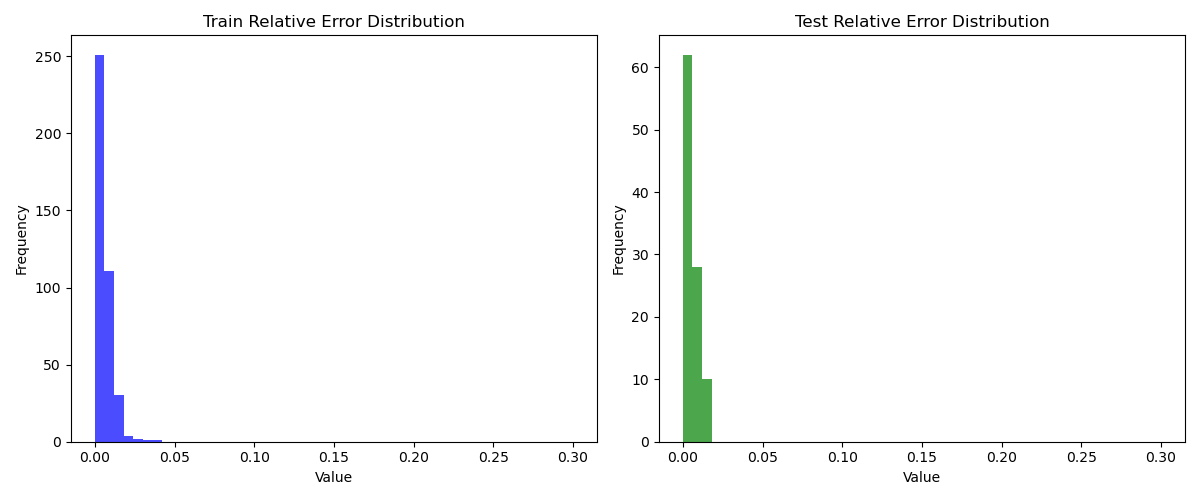 Train Relative Error Distribution
Frequency
250
200
150
100
50
0
0.00 0.05 0.10 0.15 0.20 0.25 0.30
Value
Test Relative Error Distribution
Frequency
60
50
40
30
20
10
0
0.00 0.05 0.10 0.15 0.20 0.25 0.30
Value